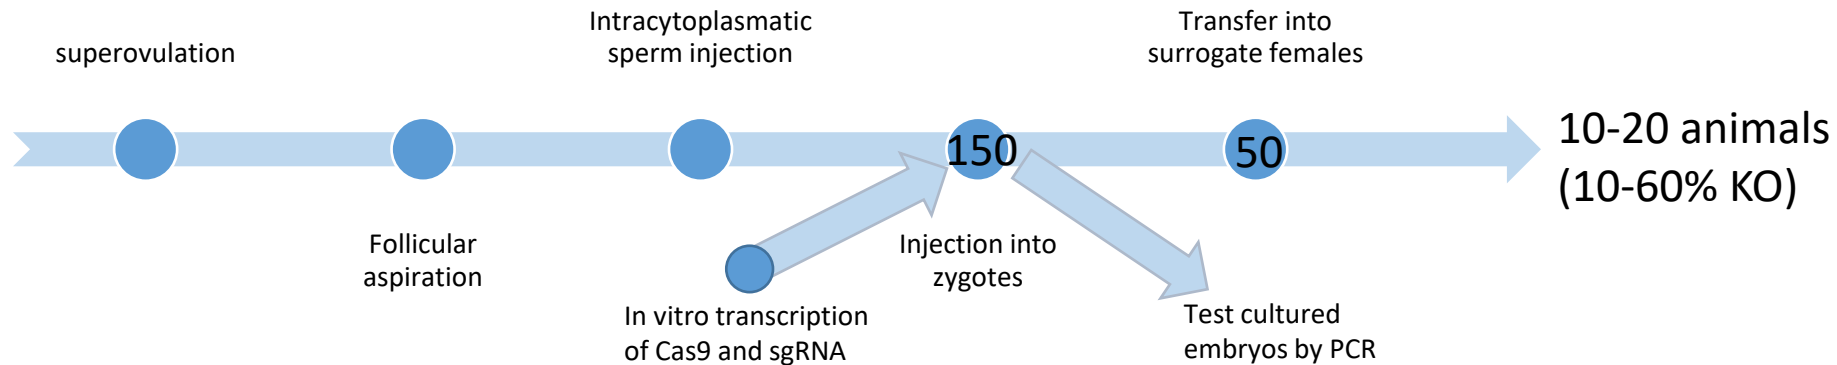 superovulation
Follicular
aspiration
Intracytoplasmatic
sperm injection
In vitro transcription
of Cas9 and sgRNA
150
Injection into
zygotes
Test cultured
embryos by PCR
Transfer into
surrogate females
50
10-20 animals
(10-60% KO)